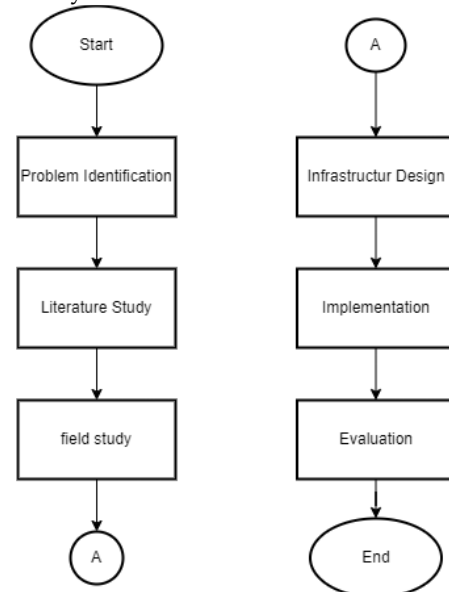 Start
Problem Identification
Literature Study
field study
A
A
Infrastructur Design
Implementation
Evaluation
End